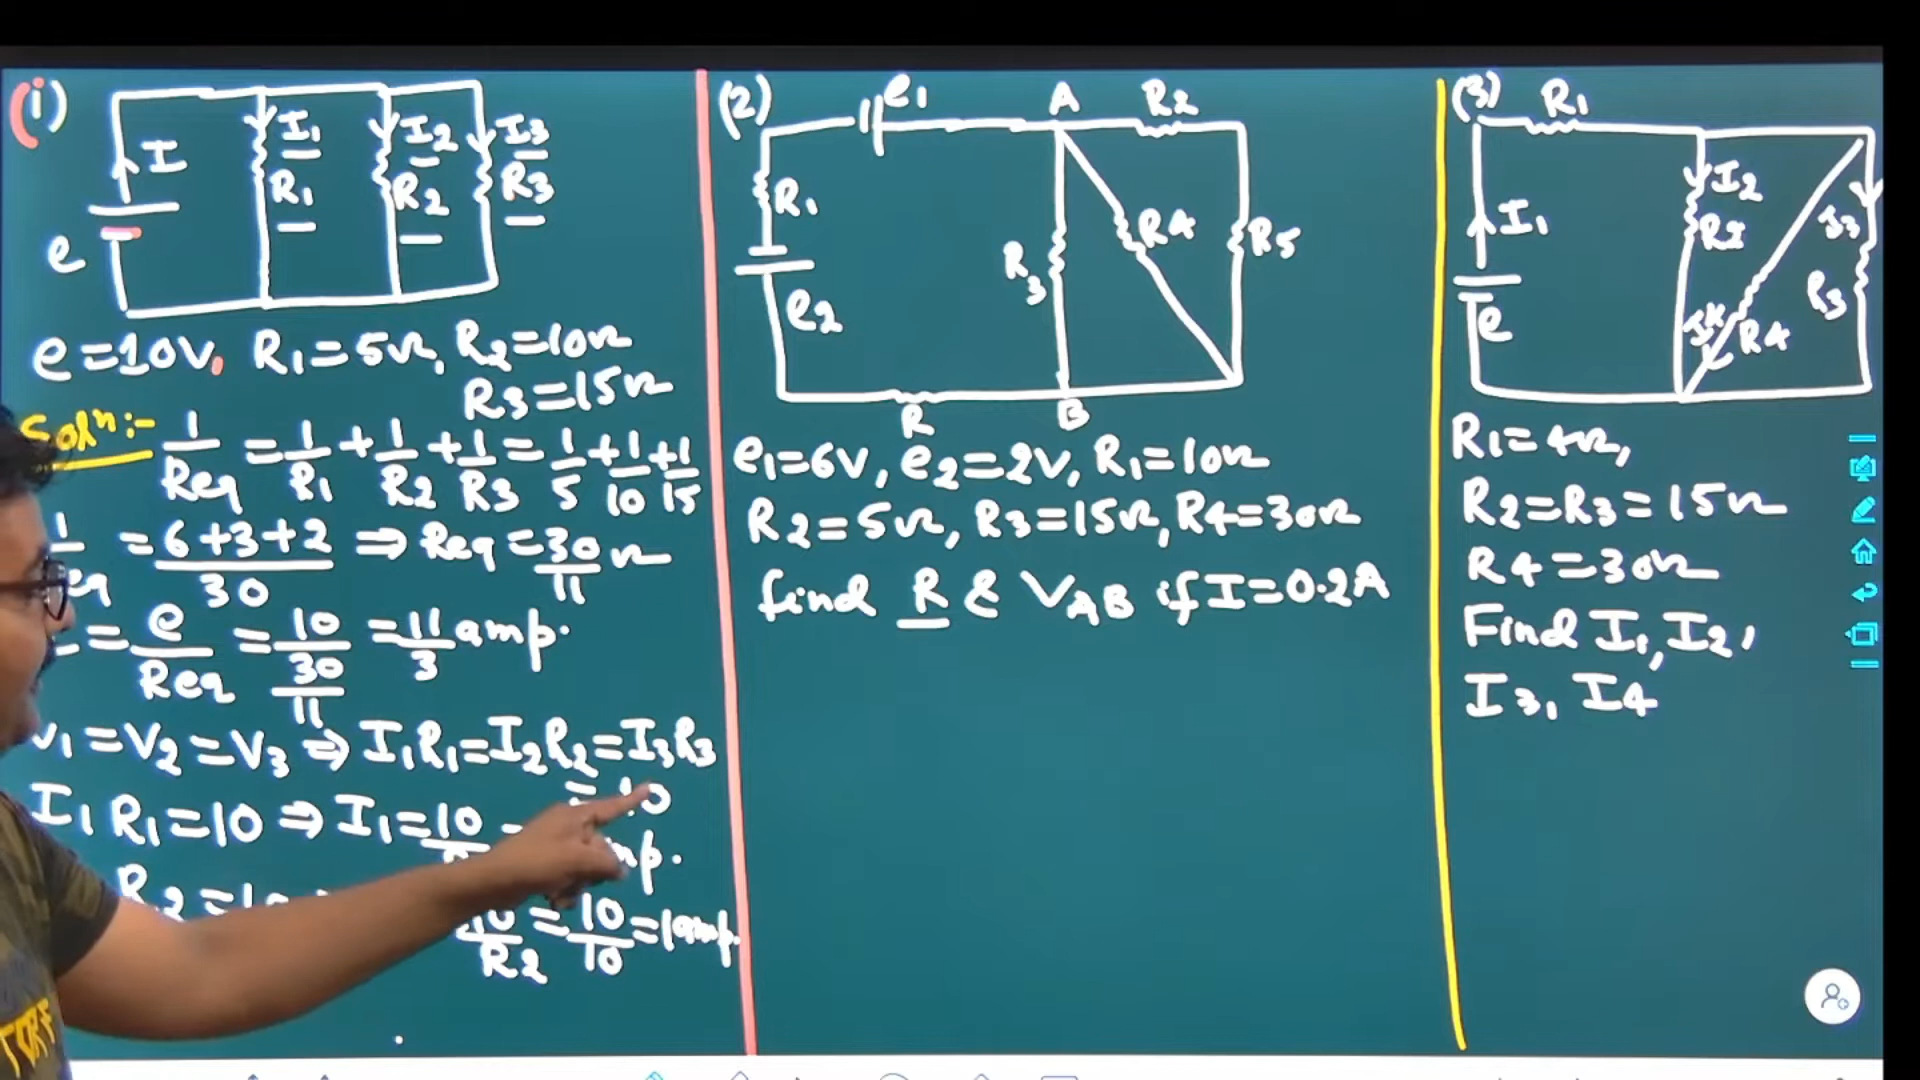 (i)
I
I1
R1
I2
R2
I3
R3
e
e=10V, R1=5Ω, R2=10Ω
R3=15Ω
Solⁿ:-
1/Req = 1/R1 + 1/R2 + 1/R3 = 1/5 + 1/10 + 1/15
= 6+3+2/30 ⇒ Req = 30/11 Ω
= e/Req = 10/30/11 = 11/3 amp.
V1=V2=V3 ⇒ I1R1=I2R2=I3R3
=10
I1R1=10 ⇒ I1=10
R2
/R2 = 10/10 = 1amp.
(2)
e1
A
R2
R1
R3
R4
R5
e2
R
B
e1=6V, e2=2V, R1=10Ω
R2=5Ω, R3=15Ω, R4=30Ω
find R & VAB if I=0.2A
(3)
R1
I1
I2
I3
R3
e
R4
R1=4Ω,
R2=R3=15Ω
R4=30Ω
Find I1, I2,
I3, I4